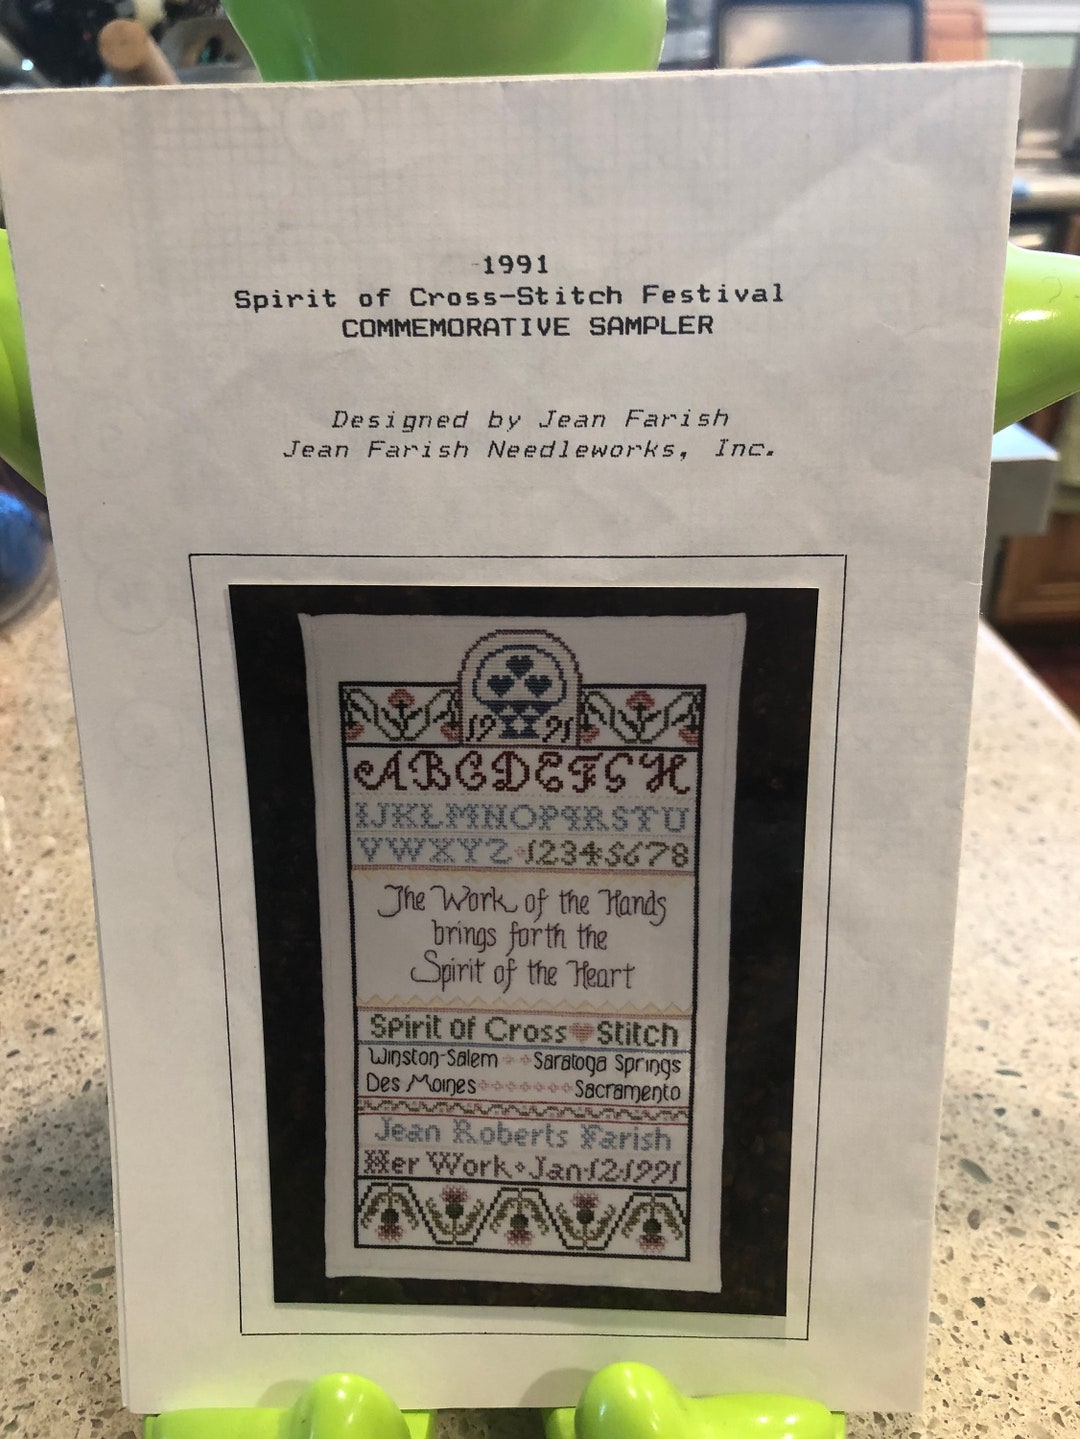 1991
Spirit of Cross-Stitch Festival
COMMEMORATIVE SAMPLER
Designed by Jean Farish
Jean Farish Needleworks, Inc.
19 91
ABCDEFGH
IJKLMNOPQRSTU
VWXYZ 12345678
The Work of the Hands
brings forth the
Spirit of the Heart
Spirit of Cross Stitch
Winston-Salem Saratoga Springs
Des Moines Sacramento
Jean Roberts Farish
Her Work Jan·12·1991